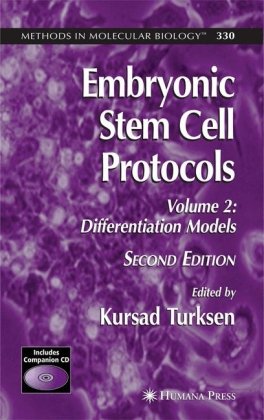 METHODS IN MOLECULAR BIOLOGY™ 330
Embryonic
Stem Cell
Protocols
Volume 2:
Differentiation Models
SECOND EDITION
Edited by
Kursad Turksen
Includes
Companion CD
HUMANA PRESS